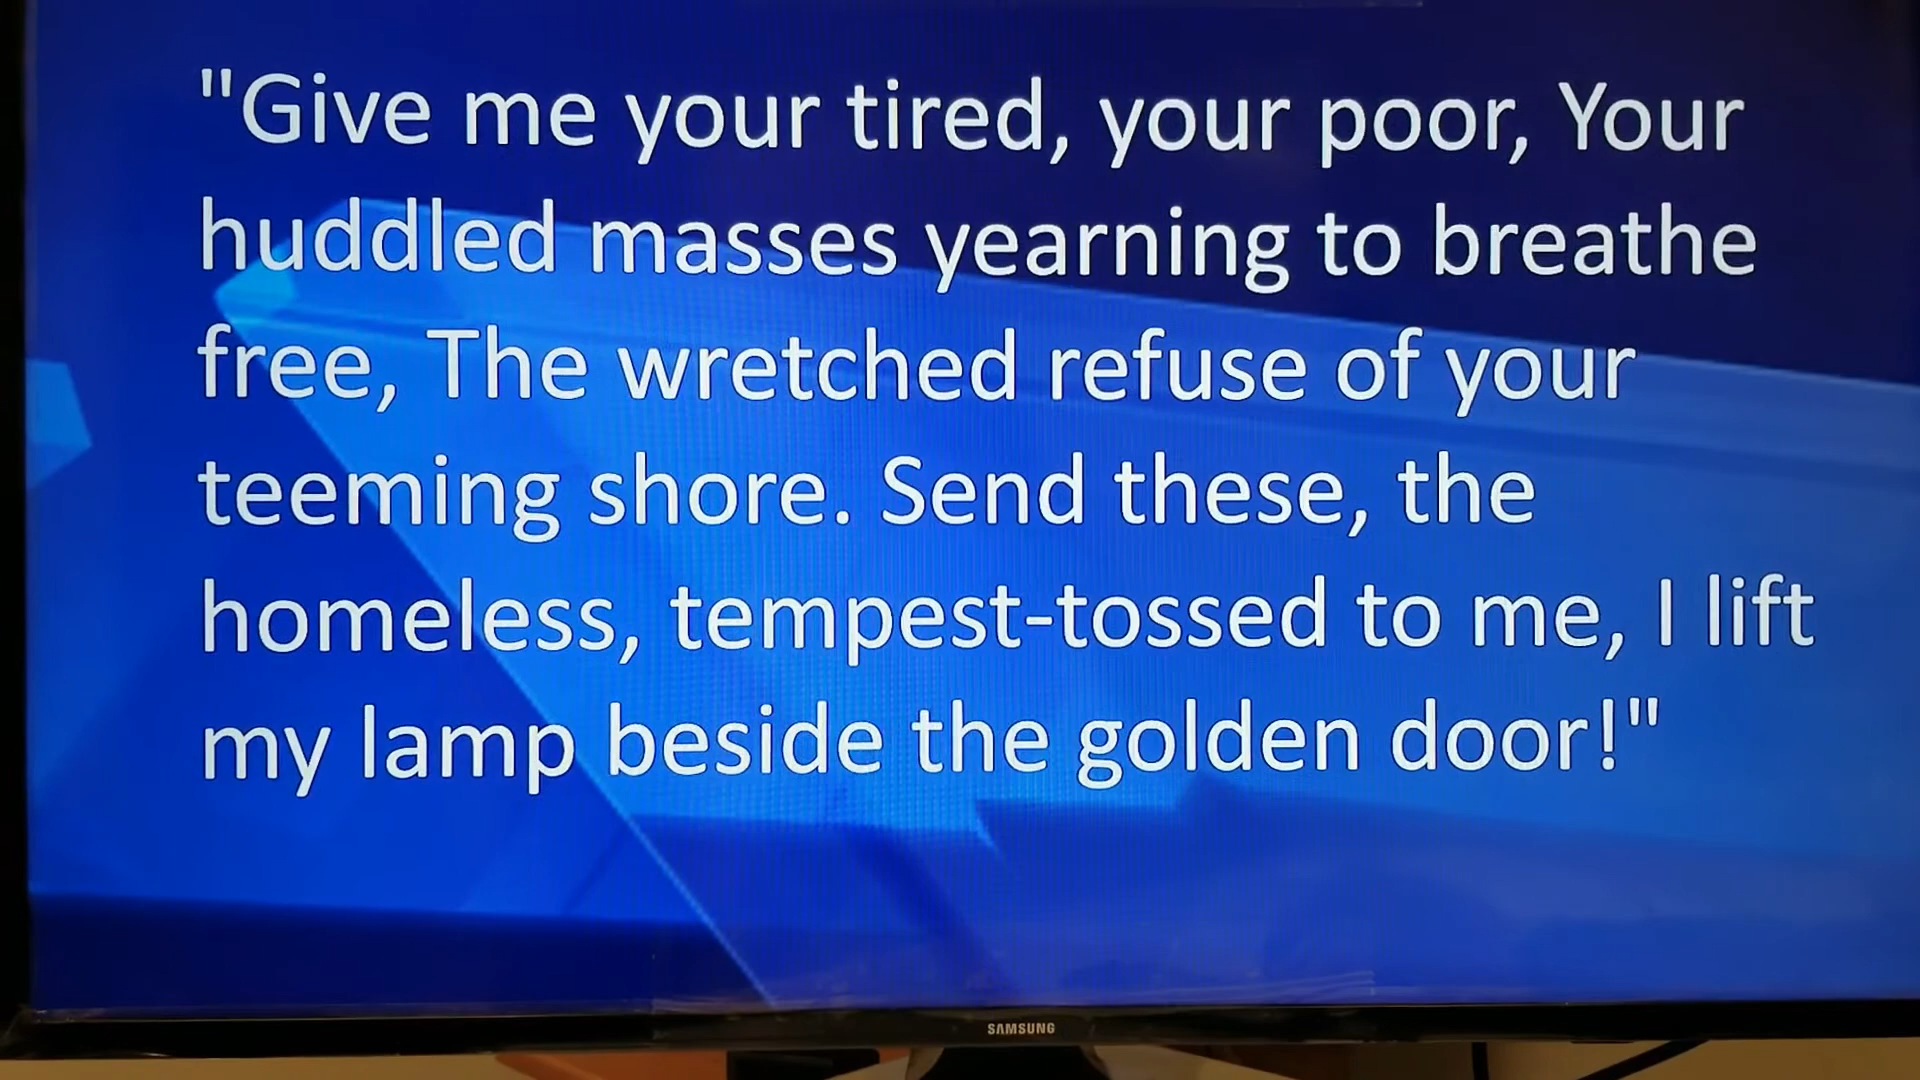 "Give me your tired, your poor, Your
huddled masses yearning to breathe
free, The wretched refuse of your
teeming shore. Send these, the
homeless, tempest-tossed to me, I lift
my lamp beside the golden door!"
SAMSUNG